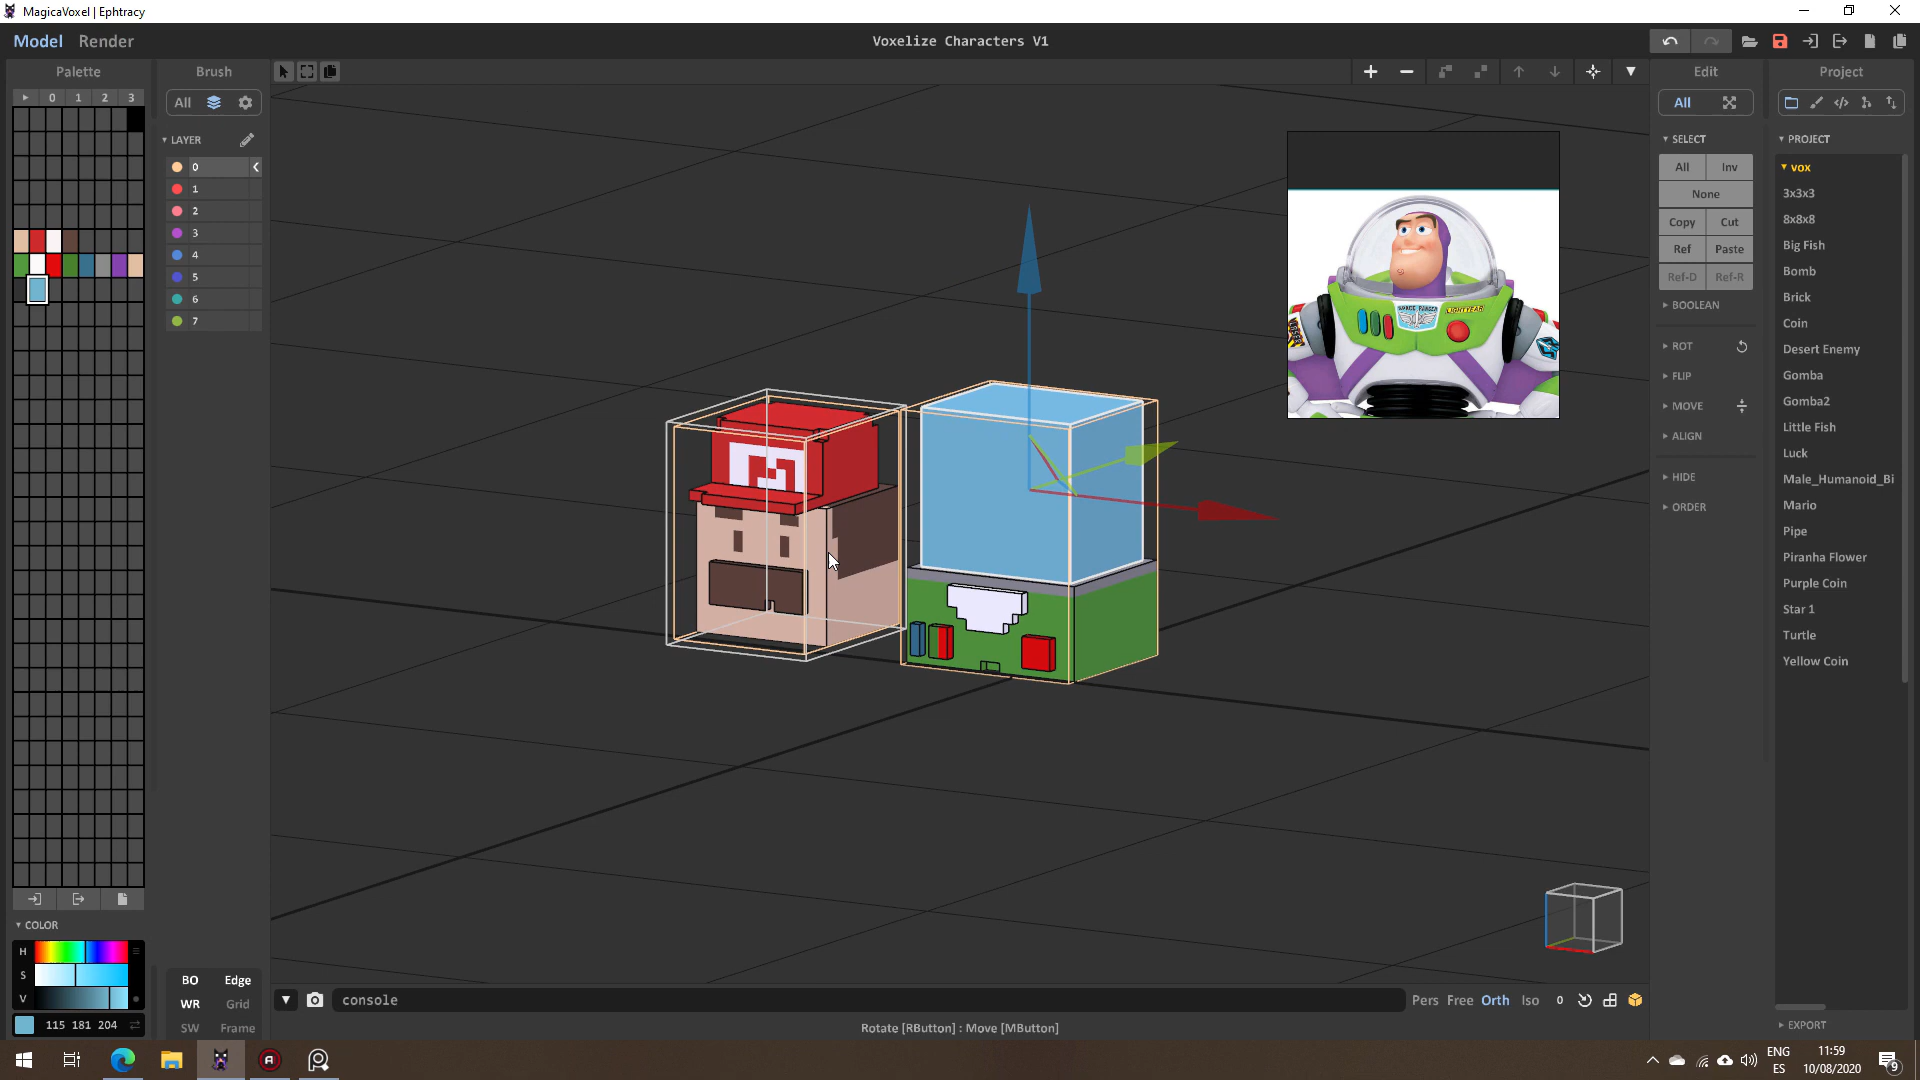 MagicaVoxel | Ephtracy
Model Render
Voxelize Characters V1
Palette
Brush
Edit
Project
0 1 2 3
All
All
LAYER
SELECT
PROJECT
0
1
2
3
4
5
6
7
All Inv
None
Copy Cut
Ref Paste
Ref-D Ref-R
BOOLEAN
ROT
FLIP
MOVE
ALIGN
HIDE
ORDER
vox
3x3x3
8x8x8
Big Fish
Bomb
Brick
Coin
Desert Enemy
Gomba
Gomba2
Little Fish
Luck
Male_Humanoid_Bi
Mario
Pipe
Piranha Flower
Purple Coin
Star 1
Turtle
Yellow Coin
EXPORT
SPACE RANGER
LIGHTYEAR
COLOR
H
S
V
115 181 204
BO Edge
WR Grid
SW Frame
console
Pers Free Orth Iso 0
Rotate [RButton] : Move [MButton]
ENG
ES
11:59
10/08/2020
9